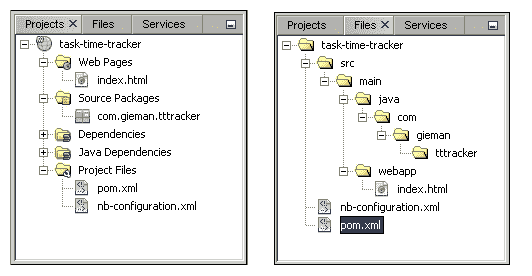 Projects Files Services
task-time-tracker
Web Pages
index.html
Source Packages
com.gieman.tttracker
Dependencies
Java Dependencies
Project Files
pom.xml
nb-configuration.xml
Projects Files Services
task-time-tracker
src
main
java
com
gieman
tttracker
webapp
index.html
nb-configuration.xml
pom.xml